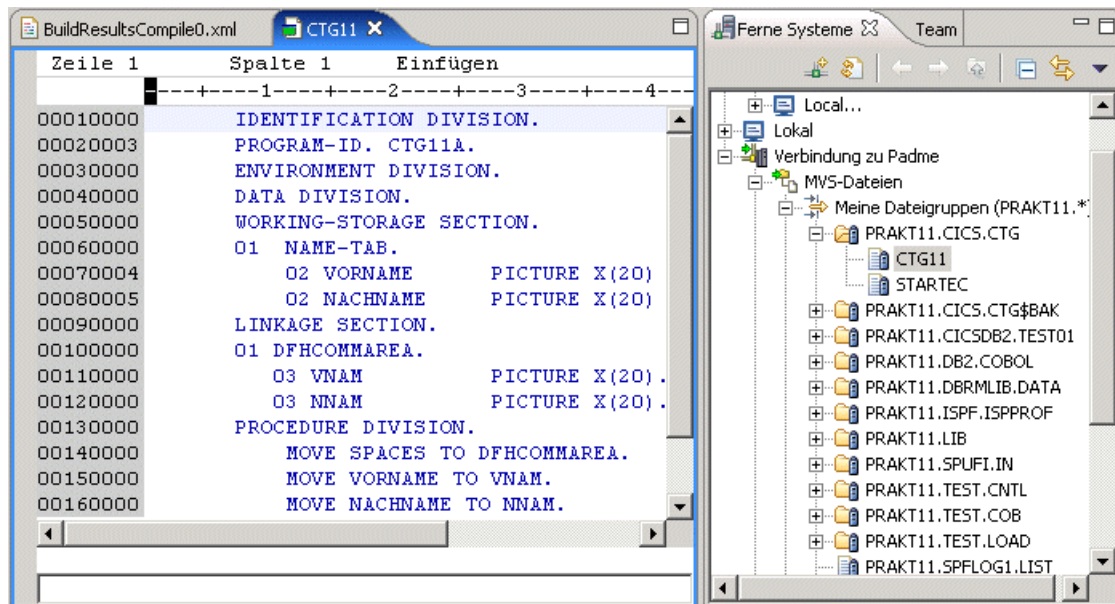 BuildResultsCompile0.xml CTG11
Zeile 1 Spalte 1 Einfügen
----+----1----+----2----+----3----+----4---
00010000 IDENTIFICATION DIVISION.
00020003 PROGRAM-ID. CTG11A.
00030000 ENVIRONMENT DIVISION.
00040000 DATA DIVISION.
00050000 WORKING-STORAGE SECTION.
00060000 01 NAME-TAB.
00070004 02 VORNAME PICTURE X(20)
00080005 02 NACHNAME PICTURE X(20)
00090000 LINKAGE SECTION.
00100000 01 DFHCOMMAREA.
00110000 03 VNAM PICTURE X(20).
00120000 03 NNAM PICTURE X(20).
00130000 PROCEDURE DIVISION.
00140000 MOVE SPACES TO DFHCOMMAREA.
00150000 MOVE VORNAME TO VNAM.
00160000 MOVE NACHNAME TO NNAM.
Ferne Systeme Team
Local...
Lokal
Verbindung zu Padme
MVS-Dateien
Meine Dateigruppen (PRAKT11.*)
PRAKT11.CICS.CTG
CTG11
STARTEC
PRAKT11.CICS.CTG$BAK
PRAKT11.CICSDB2.TEST01
PRAKT11.DB2.COBOL
PRAKT11.DBRMLIB.DATA
PRAKT11.ISPF.ISPPROF
PRAKT11.LIB
PRAKT11.SPUFI.IN
PRAKT11.TEST.CNTL
PRAKT11.TEST.COB
PRAKT11.TEST.LOAD
PRAKT11.SPFLOG1.LIST